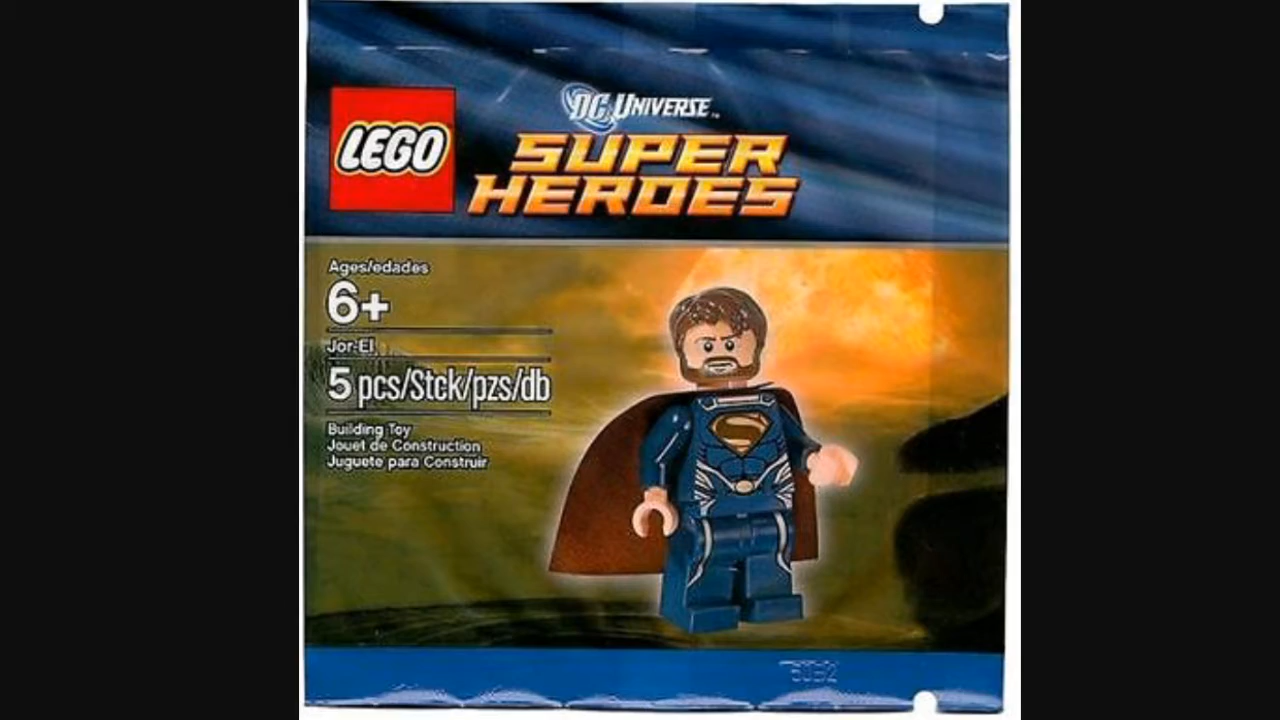 LEGO
DC UNIVERSE™
SUPER
HEROES
Ages/edades
6+
Jor-El
5 pcs/Stck/pzs/db
Building Toy
Jouet de Construction
Juguete para Construir